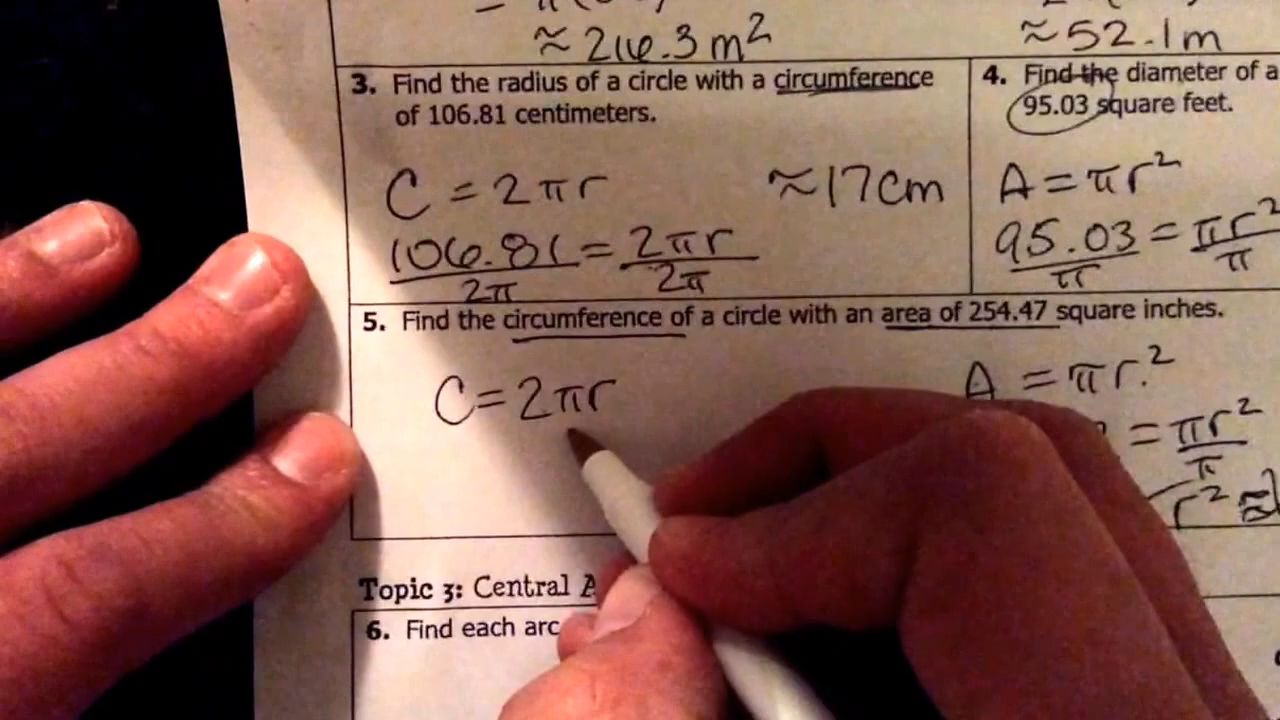 ≈ 216.3 m²
≈ 52.1 m
3. Find the radius of a circle with a circumference
of 106.81 centimeters.
C = 2πr
≈ 17cm
106.81 = 2πr
2π 2π
4. Find the diameter of a
95.03 square feet.
A = πr²
95.03 = πr²
π π
5. Find the circumference of a circle with an area of 254.47 square inches.
C = 2πr
A = πr²
= πr²
π
r² ≈
Topic 3: Central A
6. Find each arc